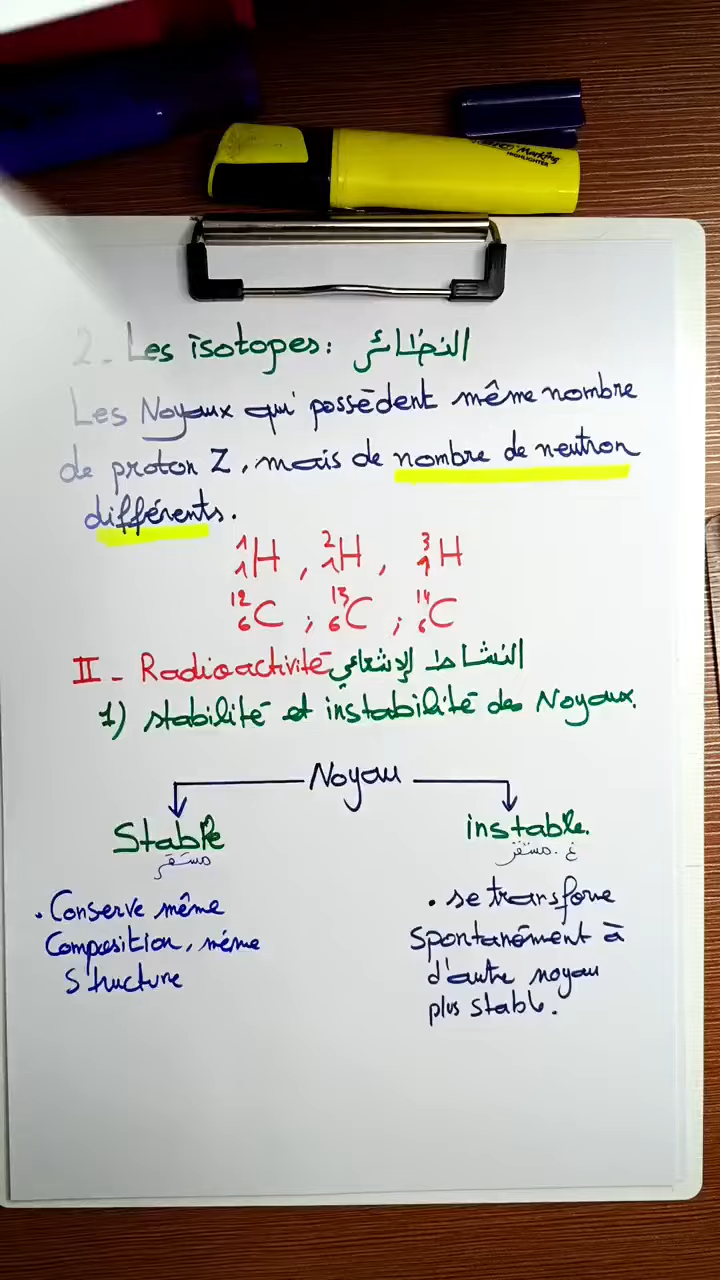 Marking
HIGHLIGHTER
2. Les isotopes: النظائر
Les Noyaux qui possèdent même nombre
de proton Z, mais de nombre de neutron
différents.
¹₁H , ²₁H , ³₁H
¹²₆C ; ¹³₆C ; ¹⁴₆C
II - Radioactivité النشاط الإشعاعي
1) stabilité et instabilité des Noyaux.
Noyau
Stable instable.
مستقر غ. مستقر
. Conserve même
Composition, même
Structure
. se transforme
spontanément à
d'autre noyau
plus stable.